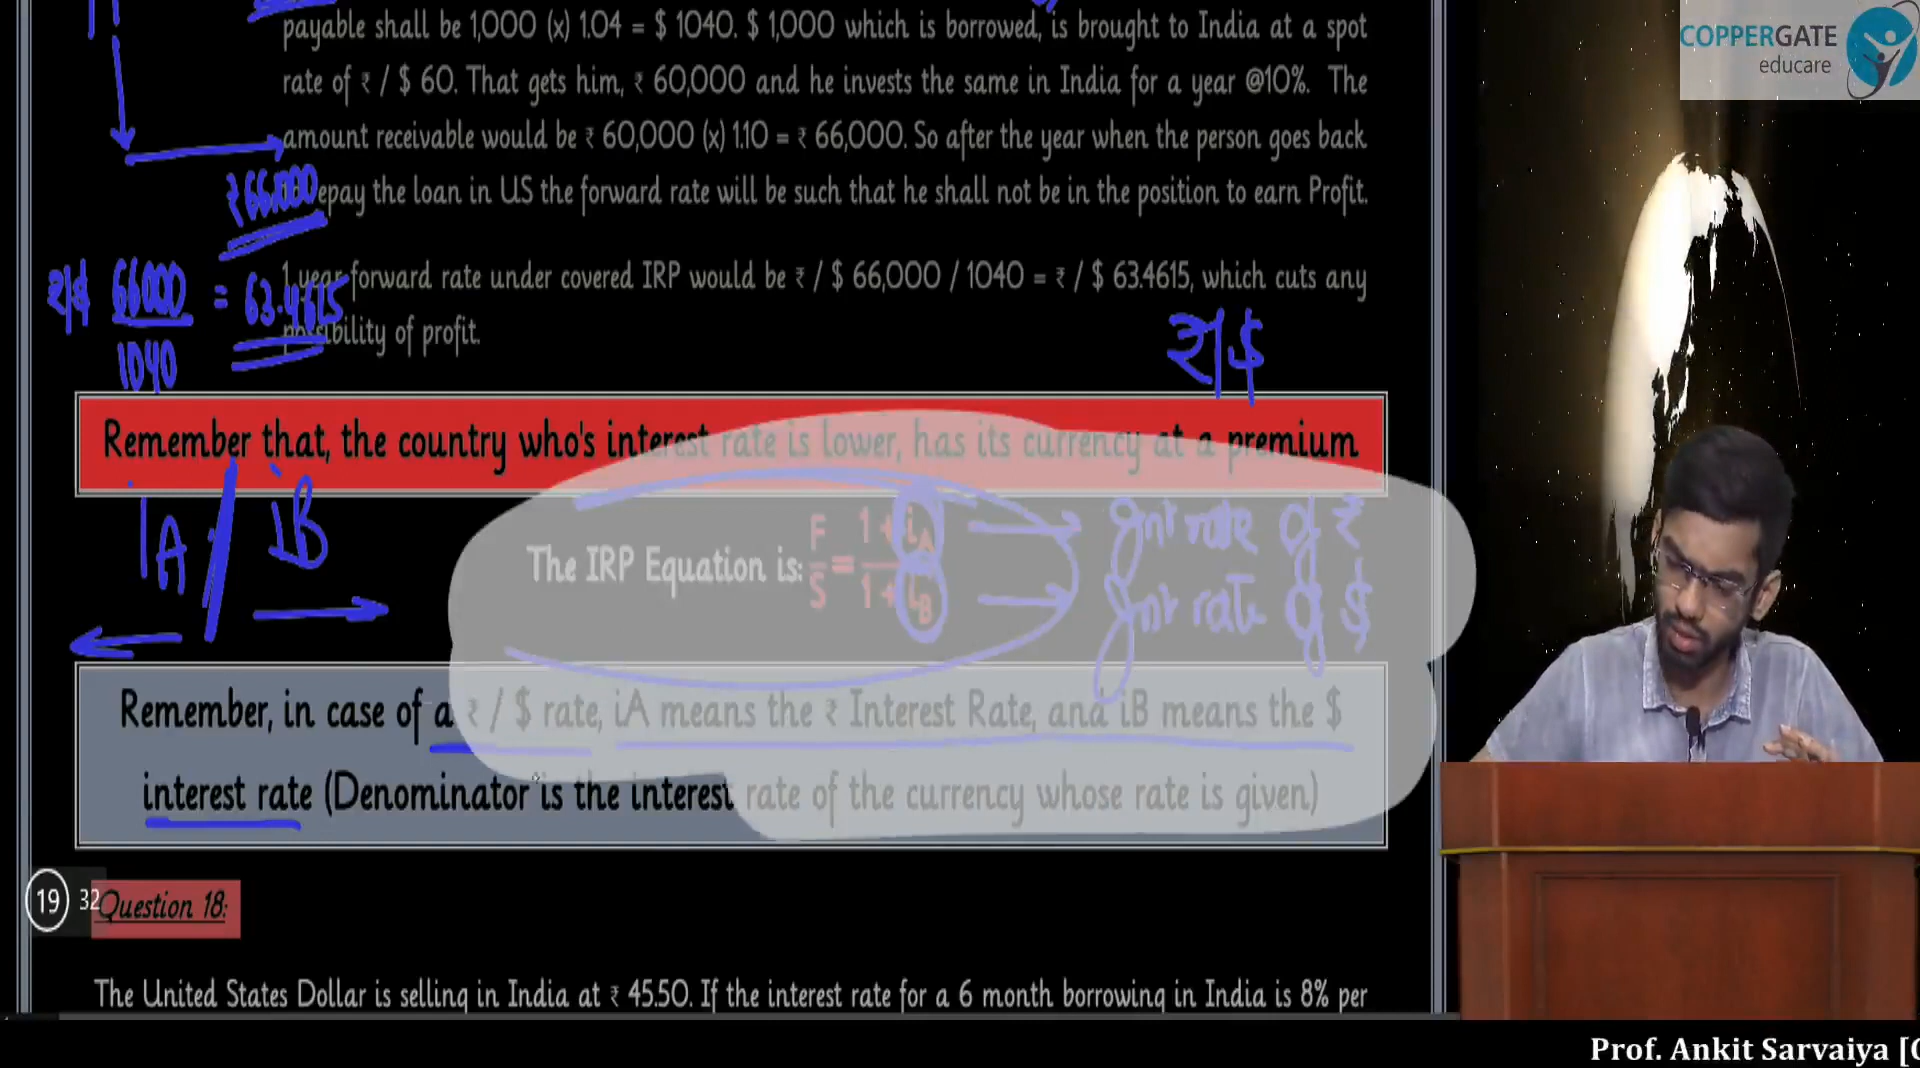 COPPERGATE
educare
payable shall be 1,000 (x) 1.04 = $ 1040. $ 1,000 which is borrowed, is brought to India at a spot
rate of ₹ / $ 60. That gets him, ₹ 60,000 and he invests the same in India for a year @10%. The
amount receivable would be ₹ 60,000 (x) 1.10 = ₹ 66,000. So after the year when the person goes back
₹66,000 epay the loan in US the forward rate will be such that he shall not be in the position to earn Profit.
1 year forward rate under covered IRP would be ₹ / $ 66,000 / 1040 = ₹ / $ 63.4615, which cuts any
possibility of profit.
₹/$ 66000 = 63.4615
1040
₹/$
Remember that, the country who's interest rate is lower, has its currency at a premium
iA / iB
The IRP Equation is: F/S = 1 + iA / 1 + iB
Int rate of ₹
Int rate of $
Remember, in case of a ₹ / $ rate, iA means the ₹ Interest Rate, and iB means the $
interest rate (Denominator is the interest rate of the currency whose rate is given)
19 32
Question 18:
The United States Dollar is selling in India at ₹ 45.50. If the interest rate for a 6 month borrowing in India is 8% per
Prof. Ankit Sarvaiya [